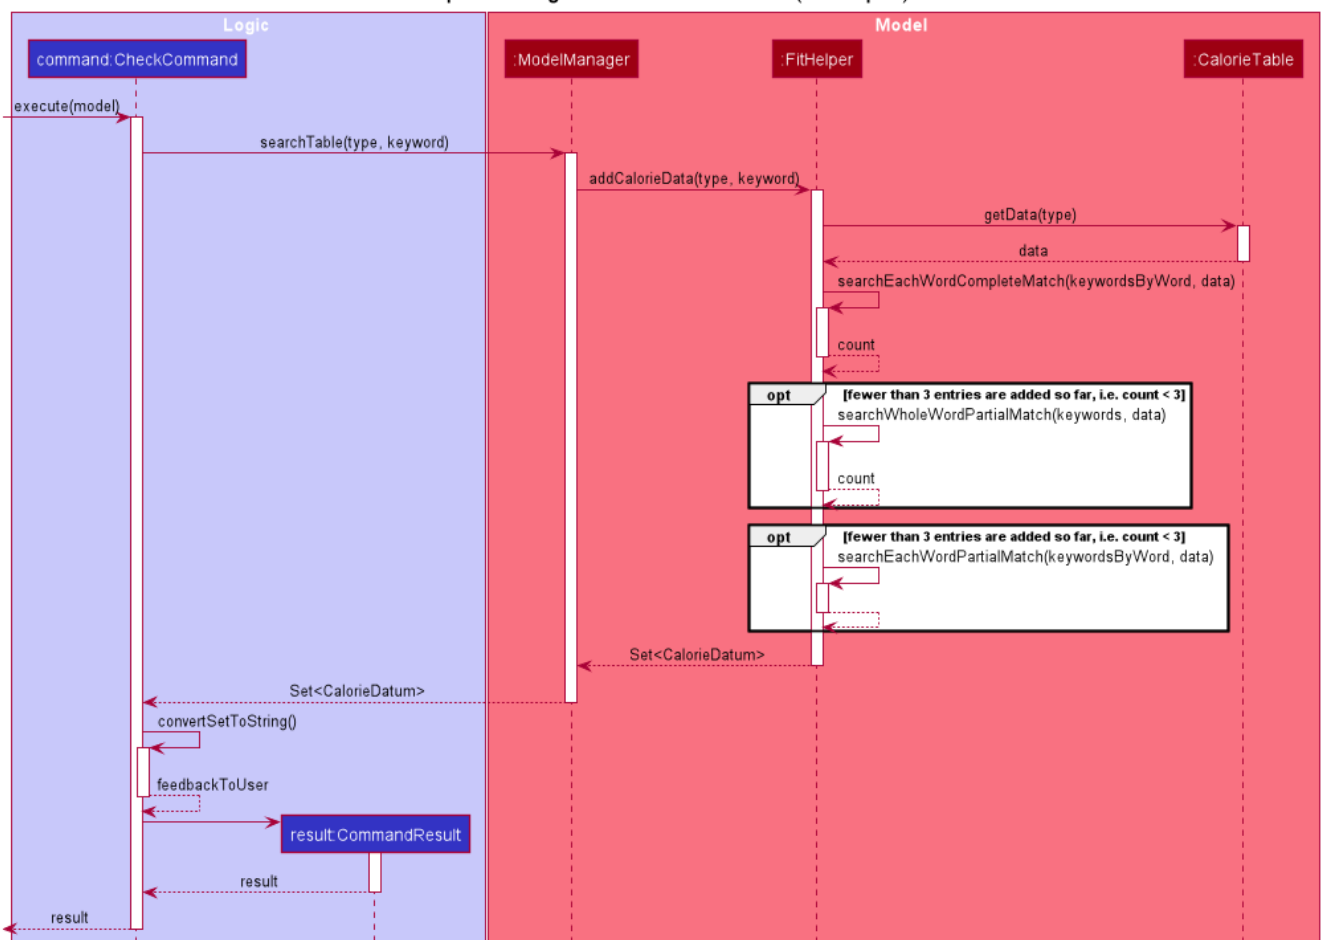 Logic
Model
command:CheckCommand
:ModelManager
:FitHelper
:CalorieTable
execute(model)
searchTable(type, keyword)
addCalorieData(type, keyword)
getData(type)
data
searchEachWordCompleteMatch(keywordsByWord, data)
count
opt
[fewer than 3 entries are added so far, i.e. count < 3]
searchWholeWordPartialMatch(keywords, data)
count
opt
[fewer than 3 entries are added so far, i.e. count < 3]
searchEachWordPartialMatch(keywordsByWord, data)
Set<CalorieDatum>
Set<CalorieDatum>
convertSetToString()
feedbackToUser
result:CommandResult
result
result